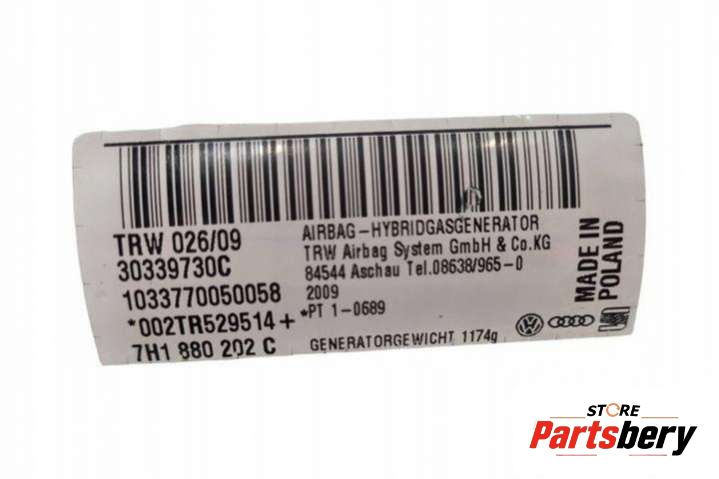 TRW 026/09
30339730C
1033770050058
*002TR529514+
7H1 880 202 C
AIRBAG-HYBRIDGASGENERATOR
TRW Airbag System GmbH & Co.KG
84544 Aschau Tel.08638/965-0
2009
*PT 1-0689
GENERATORGEWICHT 1174g
MADE IN
POLAND
STORE
Partsbery